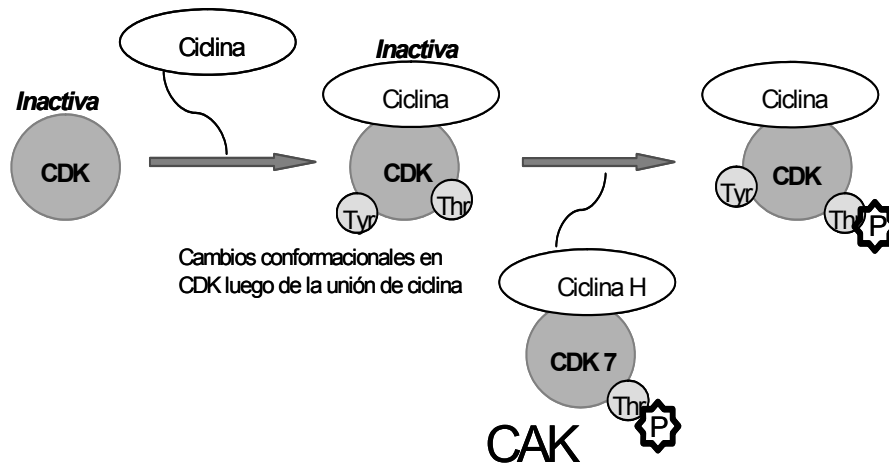 Ciclina
Inactiva
CDK
Inactiva
Ciclina
CDK
Tyr
Thr
Cambios conformacionales en
CDK luego de la unión de ciclina
Ciclina H
CDK 7
Thr
P
CAK
Ciclina
CDK
Tyr
Thr
P